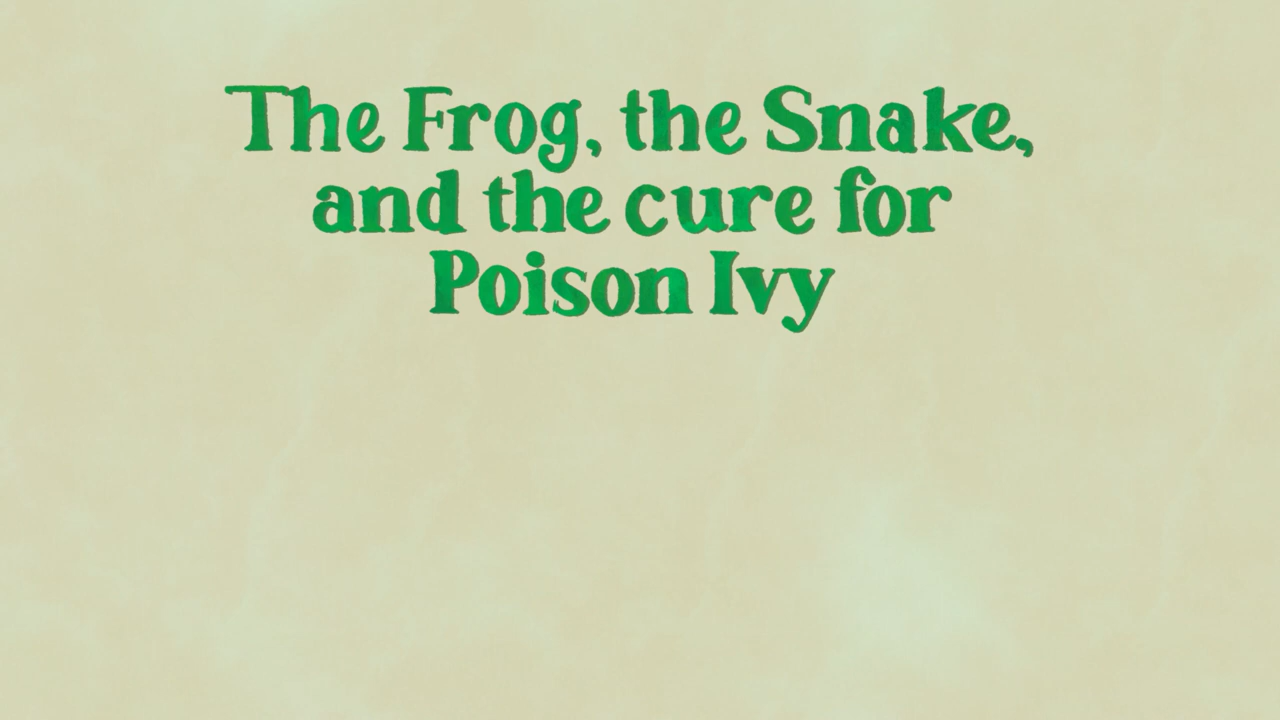 The Frog, the Snake,
and the cure for
Poison Ivy